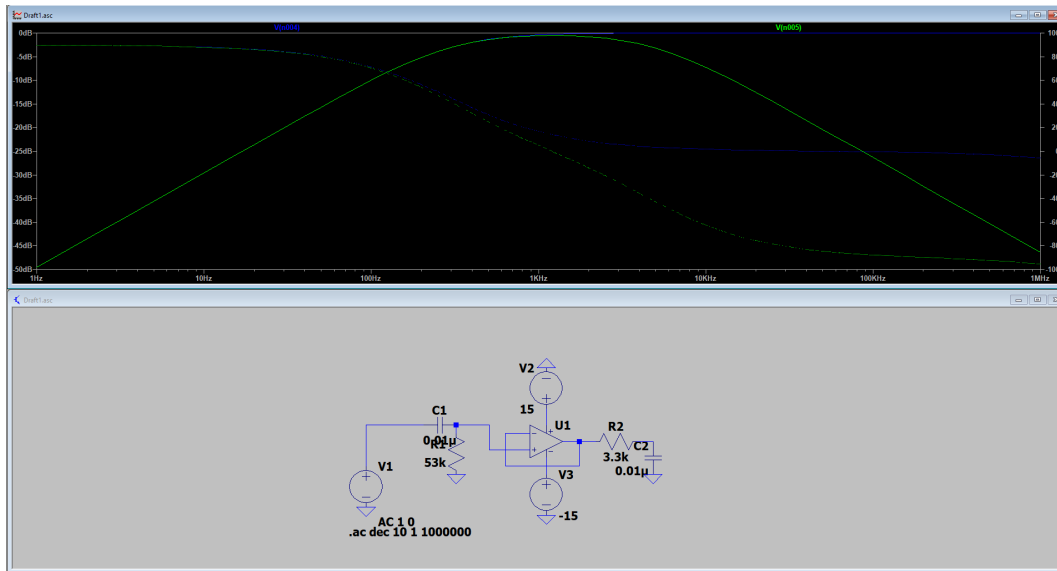 Draft1.asc
V(n004) V(n005)
0dB
-5dB
-10dB
-15dB
-20dB
-25dB
-30dB
-35dB
-40dB
-45dB
-50dB
1Hz 10Hz 100Hz 1KHz 10KHz 100KHz 1MHz
Draft1.asc
V2
15
C1
0.01µ
R1
53k
U1
R2
3.3k
C2
0.01µ
V1
V3
-15
AC 1 0
.ac dec 10 1 1000000